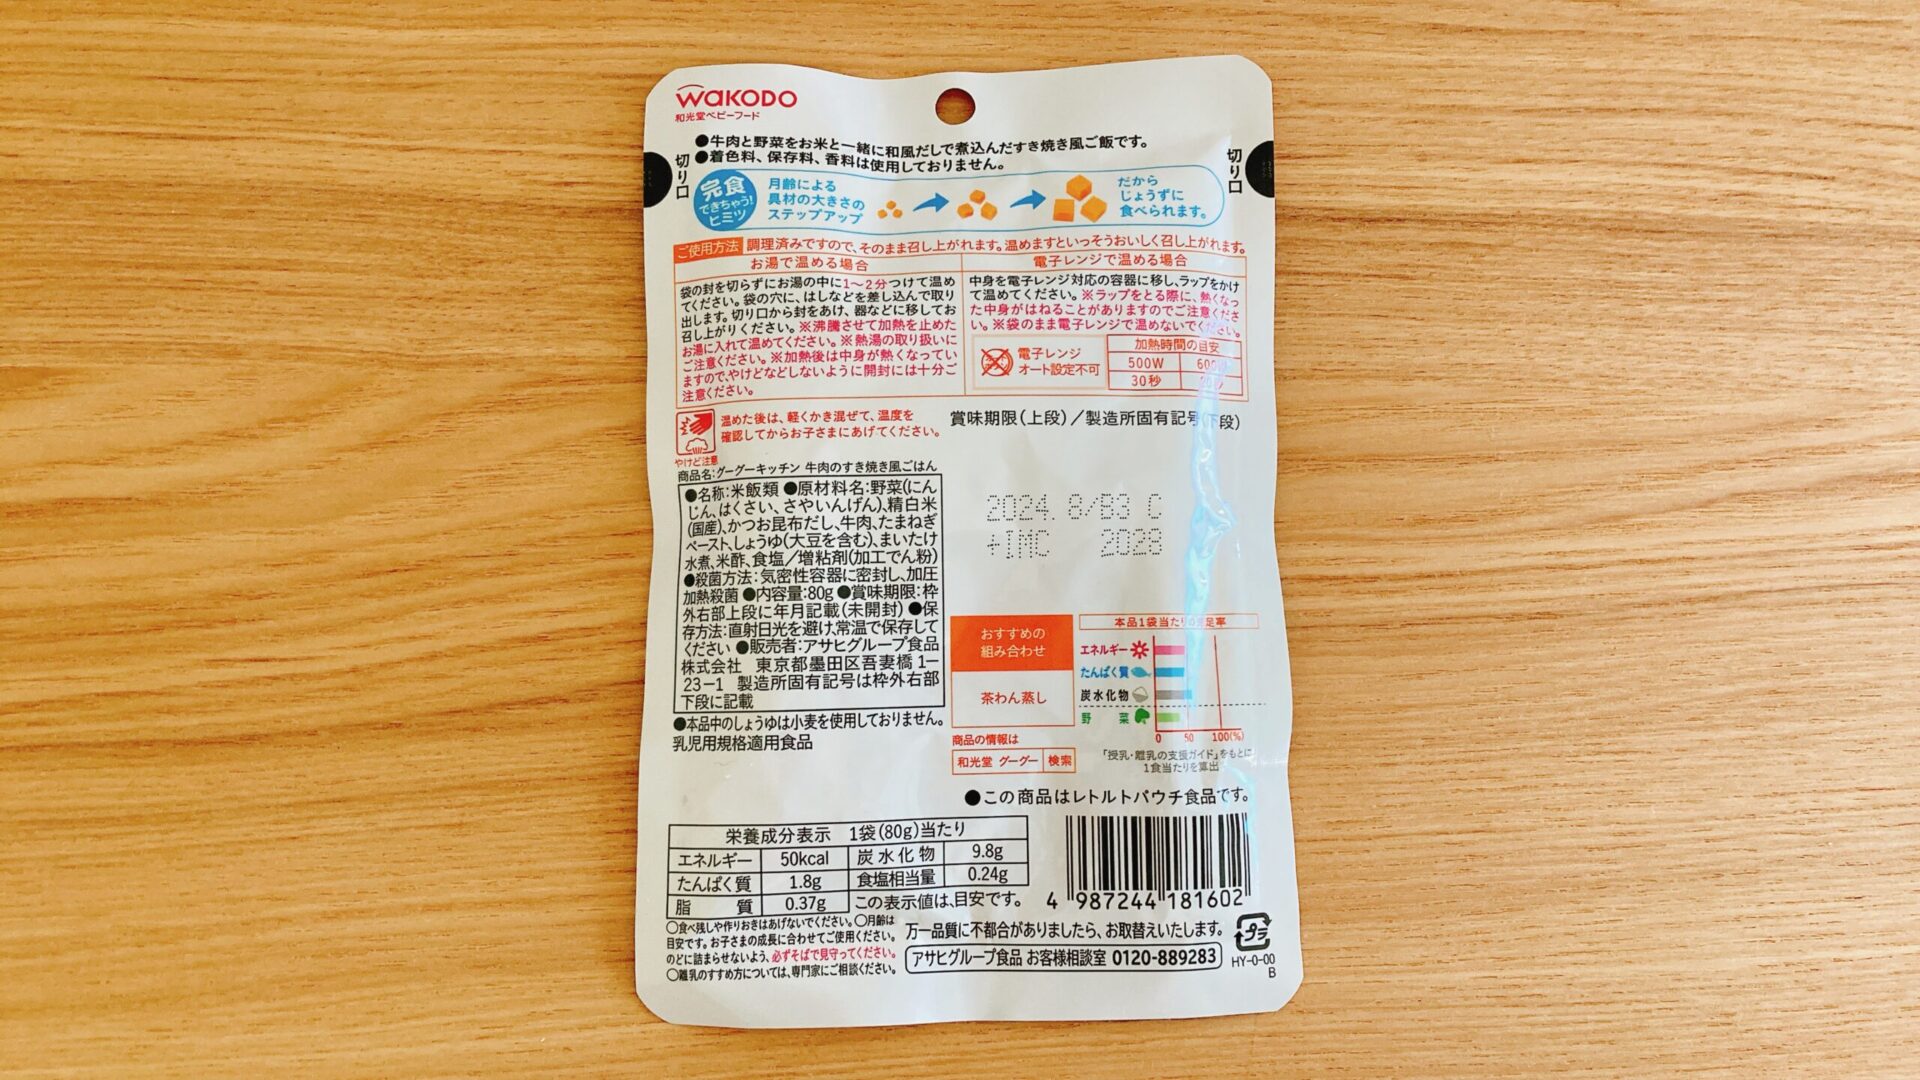 WaKODO
和光堂ベビーフード
●牛肉と野菜をお米と一緒に和風だしで煮込んだすき焼き風ご飯です。
●着色料、保存料、香料は使用しておりません。
切り口
切り口
完食
できちゃう!
ヒミツ
月齢による
具材の大きさの
ステップアップ
だから
じょうずに
食べられます。
ご使用方法 調理済みですので、そのまま召し上がれます。温めますといっそうおいしく召し上がれます。
お湯で温める場合
袋の封を切らずにお湯の中に1～2分つけて温め
てください。袋の穴に、はしなどを差し込んで取り
出します。切り口から封をあけ、器などに移してお
召し上がりください。※沸騰させて加熱を止めた
お湯に入れて温めてください。※熱湯の取り扱いに
ご注意ください。※加熱後は中身が熱くなってい
ますので、やけどなどしないように開封には十分ご
注意ください。
電子レンジで温める場合
中身を電子レンジ対応の容器に移し、ラップをかけ
て温めてください。※ラップをとる際に、熱くなっ
た中身がはねることがありますのでご注意くださ
い。※袋のまま電子レンジで温めないでください。
電子レンジ
オート設定不可
加熱時間の目安
500W 600W
30秒
やけど注意
温めた後は、軽くかき混ぜて、温度を
確認してからお子さまにあげてください。
賞味期限(上段)/製造所固有記号(下段)
2024. 8/ C
+IMC 2028
商品名:グーグーキッチン 牛肉のすき焼き風ごはん
●名称:米飯類 ●原材料名:野菜(にん
じん、はくさい、さやいんげん)、精白米
(国産)、かつお昆布だし、牛肉、たまねぎ
ペースト、しょうゆ(大豆を含む)、まいたけ
水煮、米酢、食塩/増粘剤(加工でん粉)
●殺菌方法:気密性容器に密封し、加圧
加熱殺菌 ●内容量:80g ●賞味期限:枠
外右部上段に年月記載(未開封) ●保
存方法:直射日光を避け、常温で保存して
ください ●販売者:アサヒグループ食品
株式会社 東京都墨田区吾妻橋1－
23－1 製造所固有記号は枠外右部
下段に記載
●本品中のしょうゆは小麦を使用しておりません。
乳児用規格適用食品
おすすめの
組み合わせ
茶わん蒸し
商品の情報は
和光堂 グーグー 検索
本品1袋当たりの充足率
エネルギー
たんぱく質
炭水化物
野菜
0 50 100(%)
「授乳・離乳の支援ガイド」をもとに
1食当たりを算出
●この商品はレトルトパウチ食品です。
栄養成分表示 1袋(80g)当たり
エネルギー 50kcal 炭水化物 9.8g
たんぱく質 1.8g 食塩相当量 0.24g
脂質 0.37g この表示値は、目安です。
4 987244 181602
○食べ残しや作りおきはあげないでください。○月齢は
目安です。お子さまの成長に合わせてご使用ください。
のどに詰まらせないよう、必ずそばで見守ってください。
○離乳のすすめ方については、専門家にご相談ください。
万一品質に不都合がありましたら、お取替えいたします。
アサヒグループ食品 お客様相談室 0120-889283
プラ
HY-0-00
B